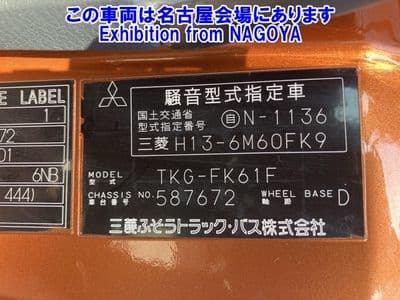 この車両は名古屋会場にあります
Exhibition from NAGOYA
E LABEL
1
72
01
6NB
444)
騒音型式指定車
国土交通省
型式指定番号 自N-1136
三菱 H13-6M60FK9
MODEL
型式 TKG-FK61F
CHASSIS NO.
車台番号 587672
WHEEL BASE
軸距 D
三菱ふそうトラック・バス株式会社